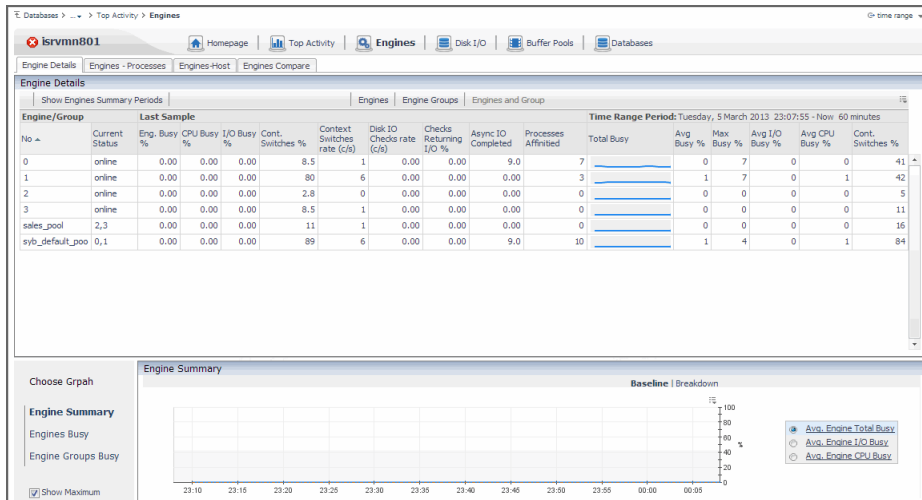 Databases > ... > Top Activity > Engines
time range
isrvmn801
Homepage | Top Activity | Engines | Disk I/O | Buffer Pools | Databases
Engine Details Engines - Processes Engines-Host Engines Compare
Engine Details
Show Engines Summary Periods | Engines | Engine Groups | Engines and Group
Engine/Group Last Sample Time Range Period: Tuesday, 5 March 2013 23:07:55 - Now 60 minutes
No Current Status Eng. Busy % CPU Busy % I/O Busy % Cont. Switches % Context Switches rate (c/s) Disk IO Checks rate (c/s) Checks Returning I/O % Async IO Completed Processes Affinitied Total Busy Avg Busy % Max Busy % Avg I/O Busy % Avg CPU Busy % Cont. Switches %
0 online 0.00 0.00 0.00 8.5 1 0.00 0.00 9.0 7 0 7 0 0 41
1 online 0.00 0.00 0.00 80 6 0.00 0.00 0.00 3 1 7 0 1 42
2 online 0.00 0.00 0.00 2.8 0 0.00 0.00 0.00 0 0 0 0 0 5
3 online 0.00 0.00 0.00 8.5 1 0.00 0.00 0.00 0 0 0 0 0 11
sales_pool 2,3 0.00 0.00 0.00 11 1 0.00 0.00 0.00 0 0 0 0 0 16
syb_default_poo 0,1 0.00 0.00 0.00 89 6 0.00 0.00 9.0 10 1 4 0 1 84
Choose Grpah
Engine Summary
Engines Busy
Engine Groups Busy
Show Maximum
Engine Summary
Baseline | Breakdown
100
80
60
40
20
0
%
23:10 23:15 23:20 23:25 23:30 23:35 23:40 23:45 23:50 23:55 00:00 00:05
Avg. Engine Total Busy
Avg. Engine I/O Busy
Avg. Engine CPU Busy